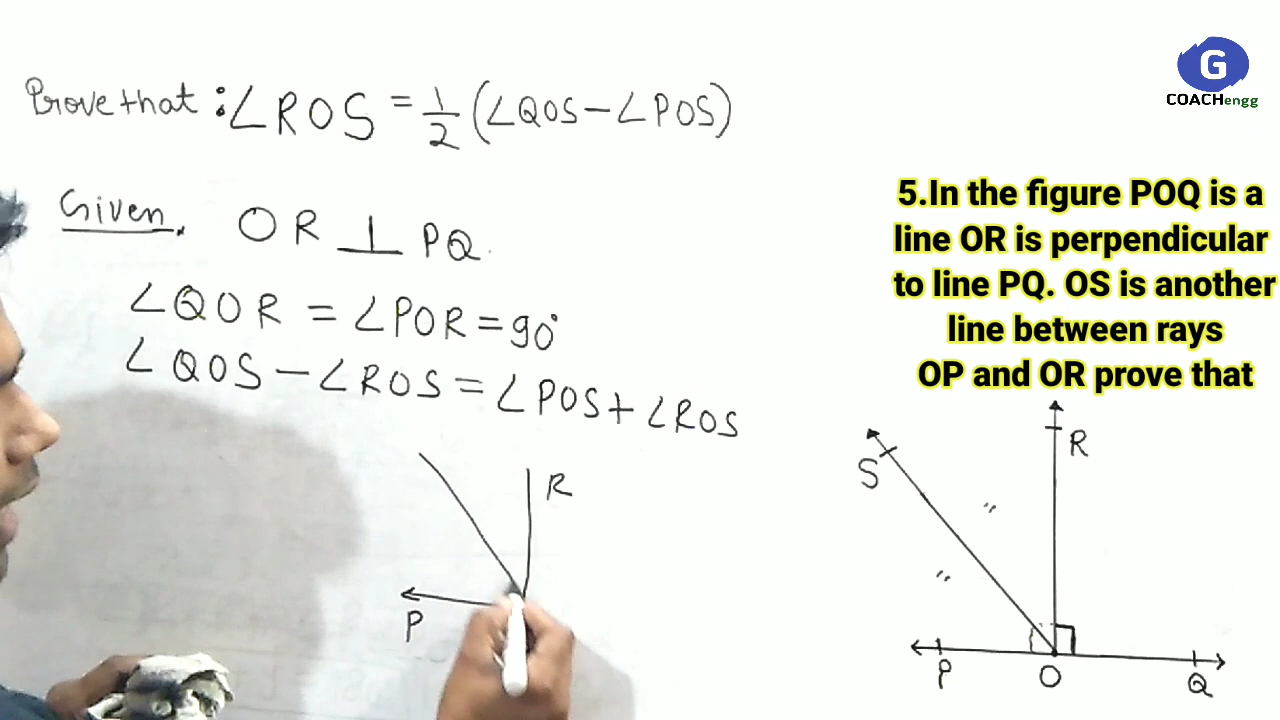 Prove that : ∠ROS = 1/2 (∠QOS − ∠POS)
Given. OR ⊥ PQ.
∠QOR = ∠POR = 90°
∠QOS − ∠ROS = ∠POS + ∠ROS
R
P
G
COACHengg
5.In the figure POQ is a
line OR is perpendicular
to line PQ. OS is another
line between rays
OP and OR prove that
R
S
P
O
Q